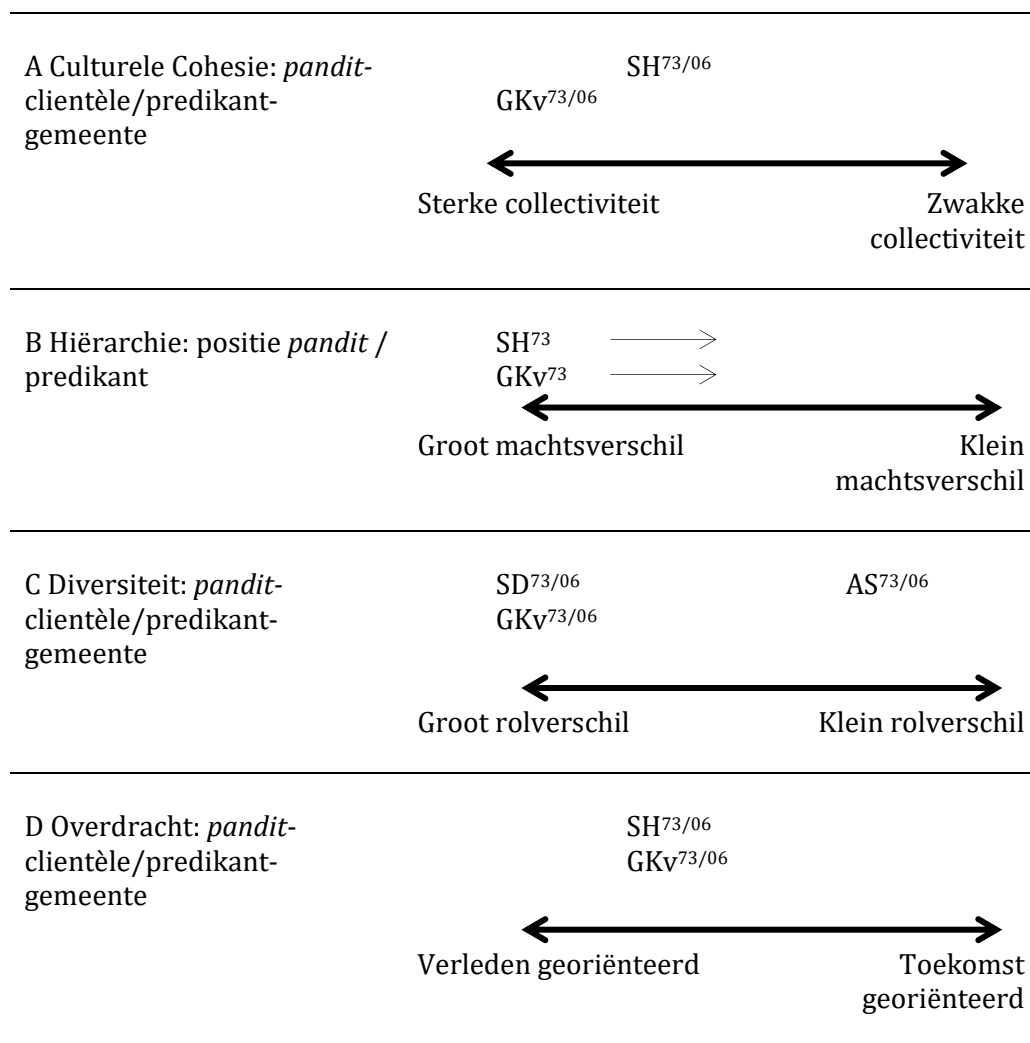 A Culturele Cohesie: pandit- SH73/06
clientèle/predikant- GKv73/06
gemeente
Sterke collectiviteit Zwakke
collectiviteit
B Hiërarchie: positie pandit / SH73
predikant GKv73
Groot machtsverschil Klein
machtsverschil
C Diversiteit: pandit- SD73/06 AS73/06
clientèle/predikant- GKv73/06
gemeente
Groot rolverschil Klein rolverschil
D Overdracht: pandit- SH73/06
clientèle/predikant- GKv73/06
gemeente
Verleden georiënteerd Toekomst
georiënteerd